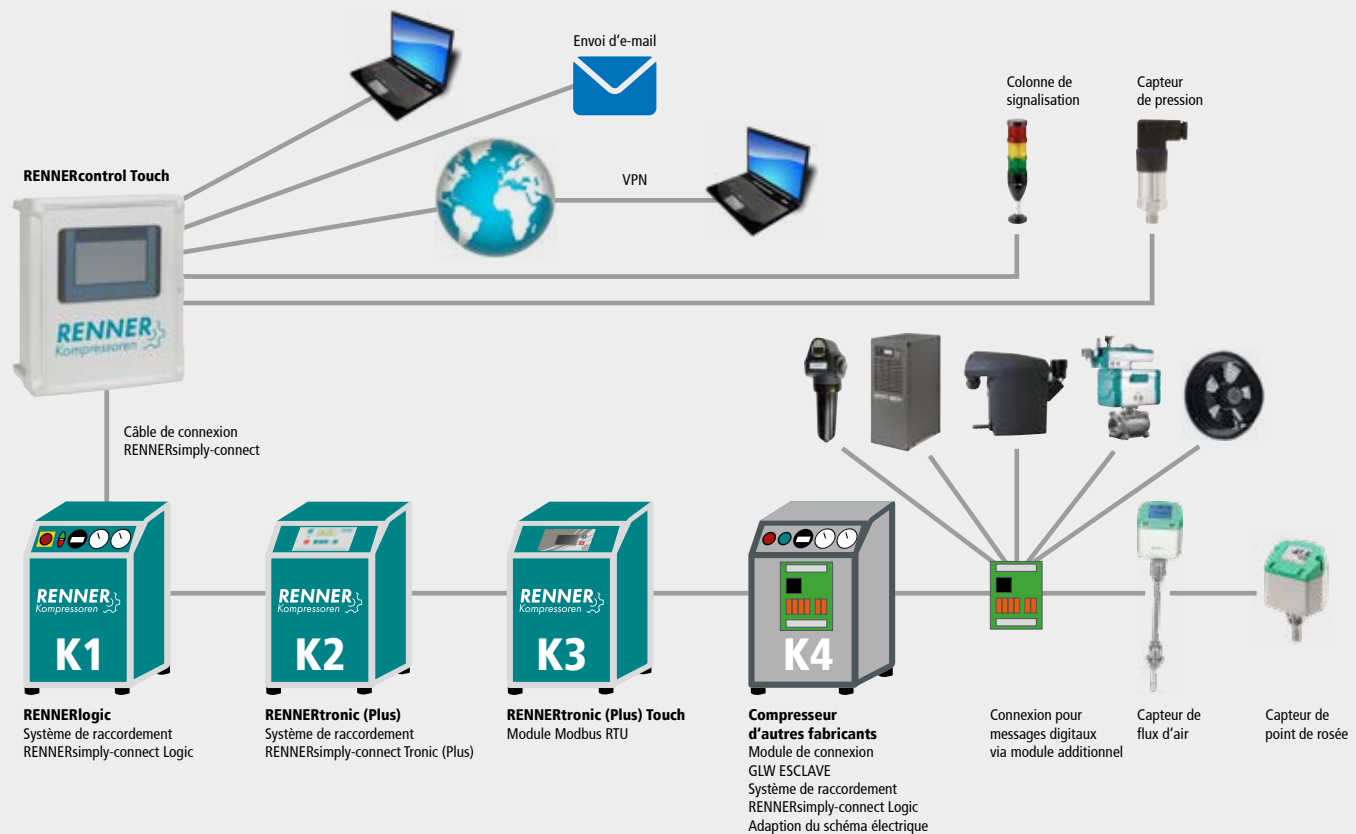 Envoi d‘e-mail
Colonne de
signalisation
Capteur
de pression
RENNERcontrol Touch
VPN
RENNER
Kompressoren
Câble de connexion
RENNERsimply-connect
RENNER
Kompressoren
K1
RENNER
Kompressoren
K2
RENNER
Kompressoren
K3
K4
RENNERlogic
Système de raccordement
RENNERsimply-connect Logic
RENNERtronic (Plus)
Système de raccordement
RENNERsimply-connect Tronic (Plus)
RENNERtronic (Plus) Touch
Module Modbus RTU
Compresseur
d‘autres fabricants
Module de connexion
GLW ESCLAVE
Système de raccordement
RENNERsimply-connect Logic
Adaption du schéma électrique
Connexion pour
messages digitaux
via module additionnel
Capteur de
flux d‘air
Capteur de
point de rosée